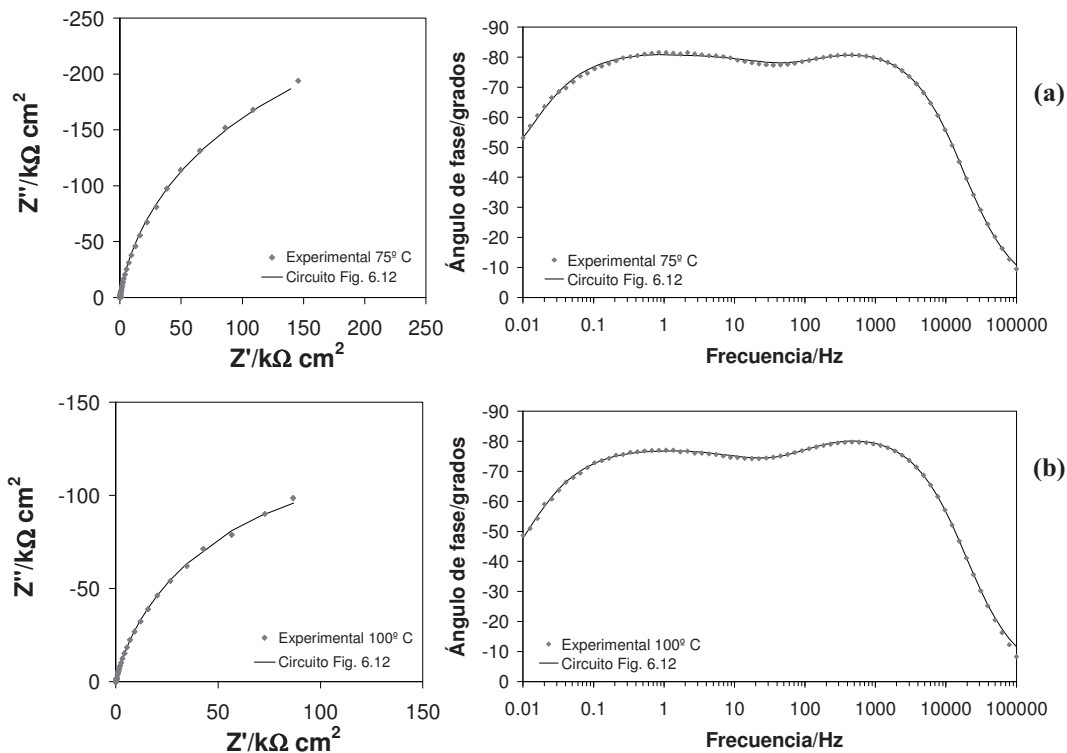 -250
-200
-150
-100
-50
0
Z''/kΩ cm²
Experimental 75º C
Circuito Fig. 6.12
0 50 100 150 200 250
Z'/kΩ cm²
-90
-80
-70
-60
-50
-40
-30
-20
-10
0
Ángulo de fase/grados
Experimental 75º C
Circuito Fig. 6.12
0.01 0.1 1 10 100 1000 10000 100000
Frecuencia/Hz
(a)
-150
-100
-50
0
Z''/kΩ cm²
Experimental 100º C
Circuito Fig. 6.12
0 50 100 150
Z'/kΩ cm²
-90
-80
-70
-60
-50
-40
-30
-20
-10
0
Ángulo de fase/grados
Experimental 100º C
Circuito Fig. 6.12
0.01 0.1 1 10 100 1000 10000 100000
Frecuencia/Hz
(b)